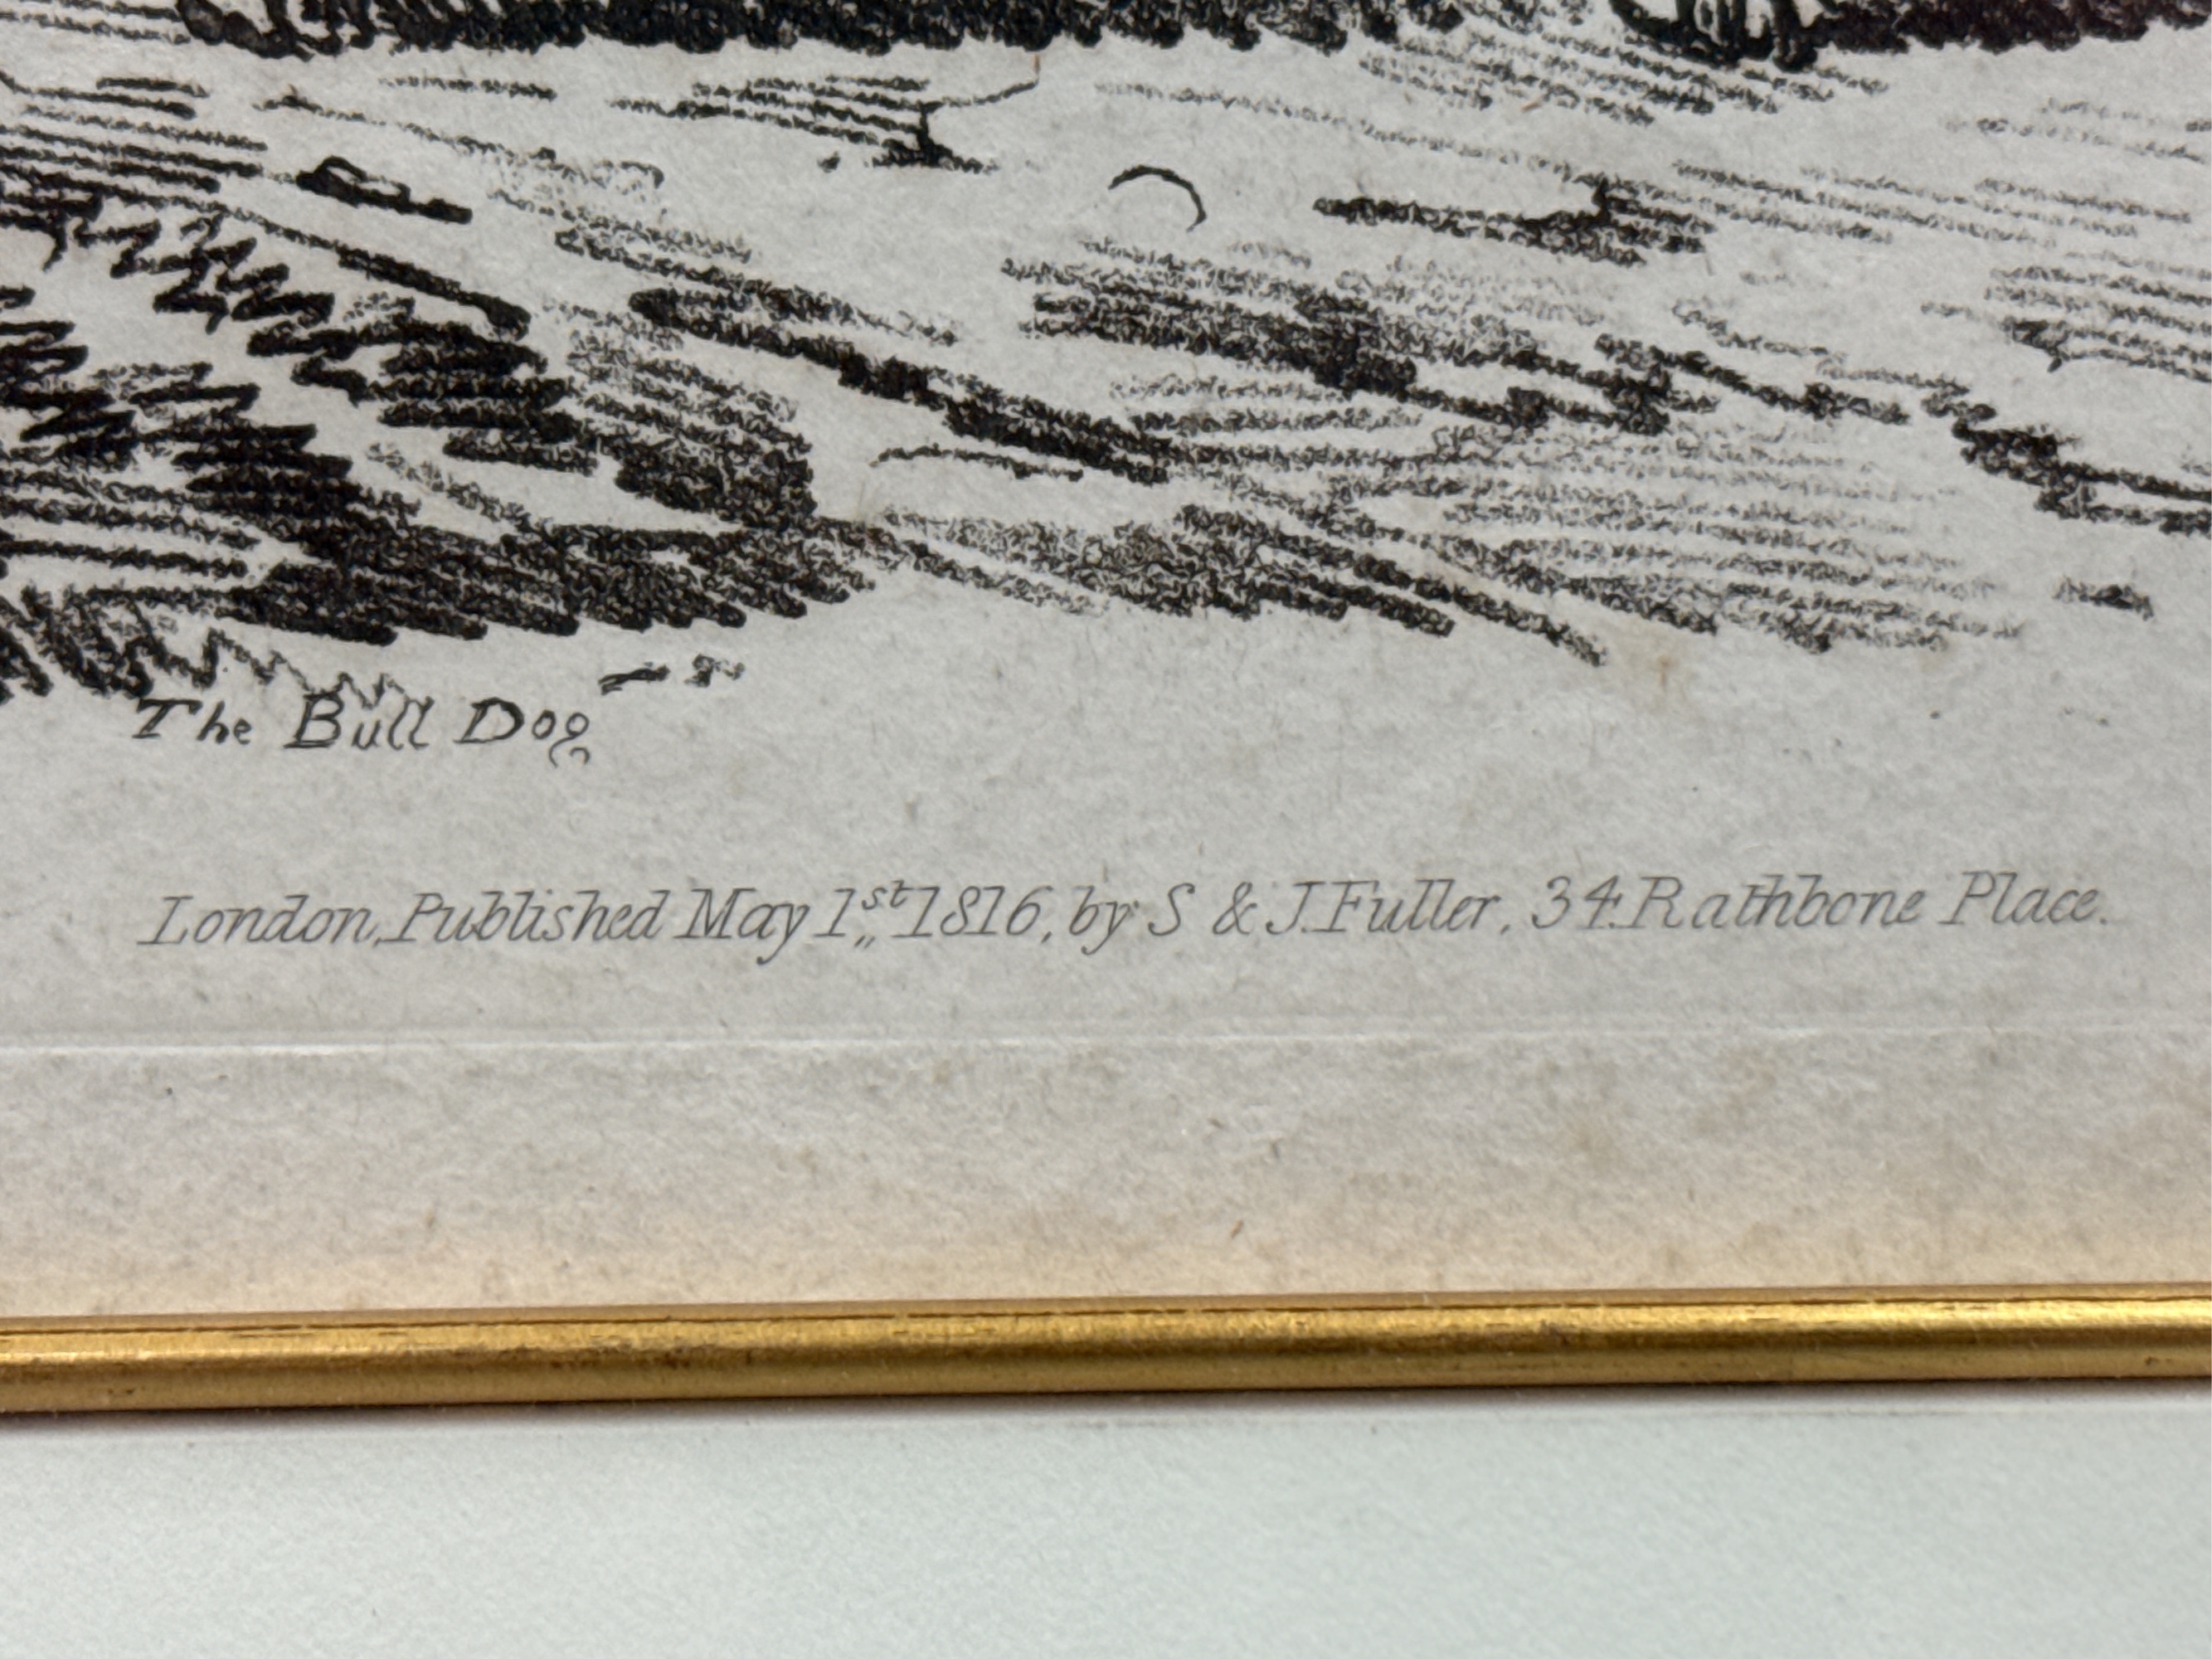 The Bull Dog
London, Published May 1st 1816, by S & J. Fuller, 34 Rathbone Place.